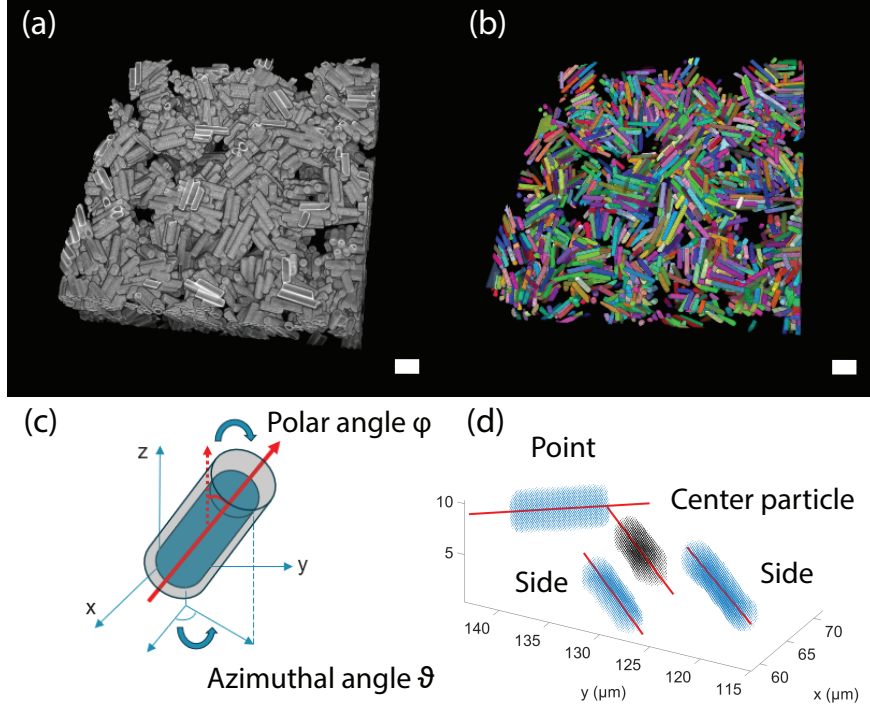 (a)
(b)
(c)
Polar angle φ
z
y
x
Azimuthal angle ϑ
(d)
Point
Center particle
10
5
Side
Side
140
135
130
125
120
115
y (μm)
70
65
60
x (μm)